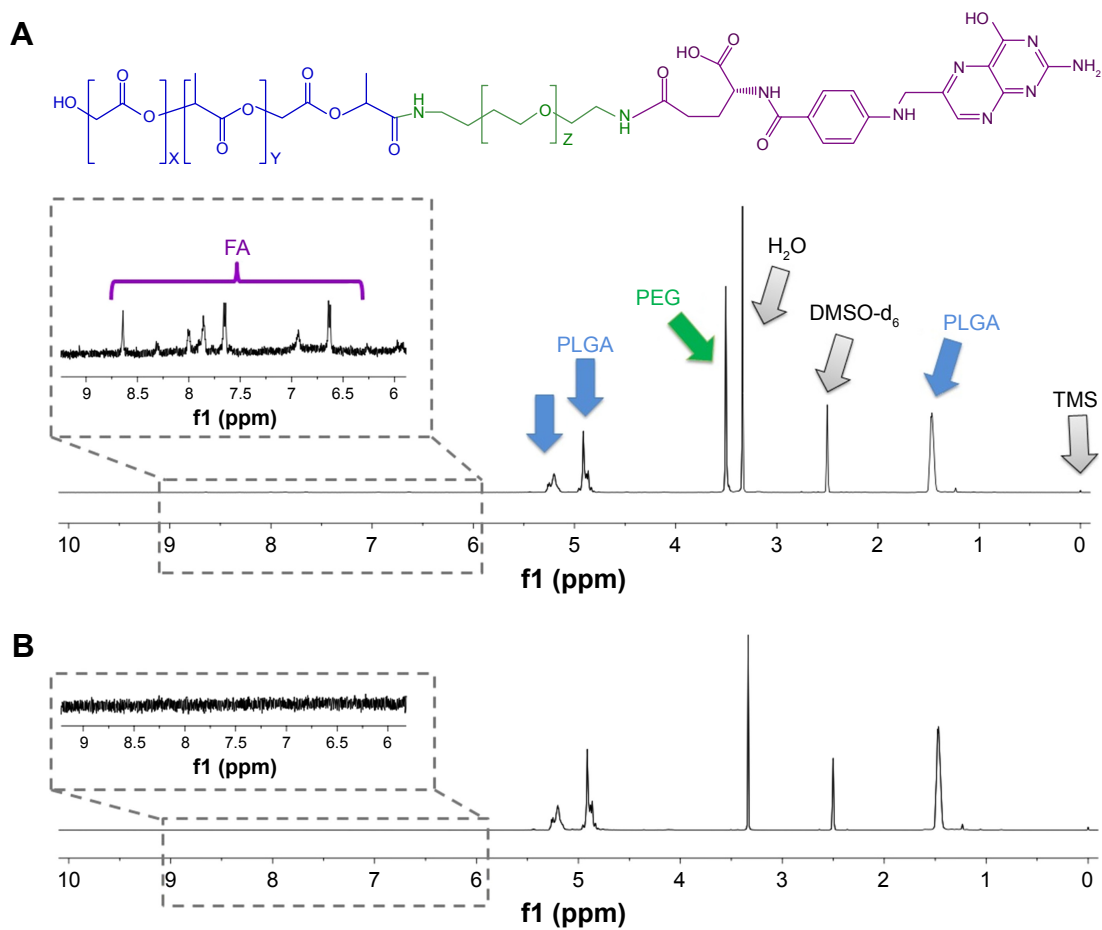 A
HO
O
O
X
O
O
Y
O
O
O
H
N
O
Z
N
H
O
HO
O
NH
O
NH
N
N
HO
N
N
NH2
FA
9 8.5 8 7.5 7 6.5 6
f1 (ppm)
PLGA
PEG
H2O
DMSO-d6
PLGA
TMS
10 9 8 7 6 5 4 3 2 1 0
f1 (ppm)
B
9 8.5 8 7.5 7 6.5 6
f1 (ppm)
10 9 8 7 6 5 4 3 2 1 0
f1 (ppm)